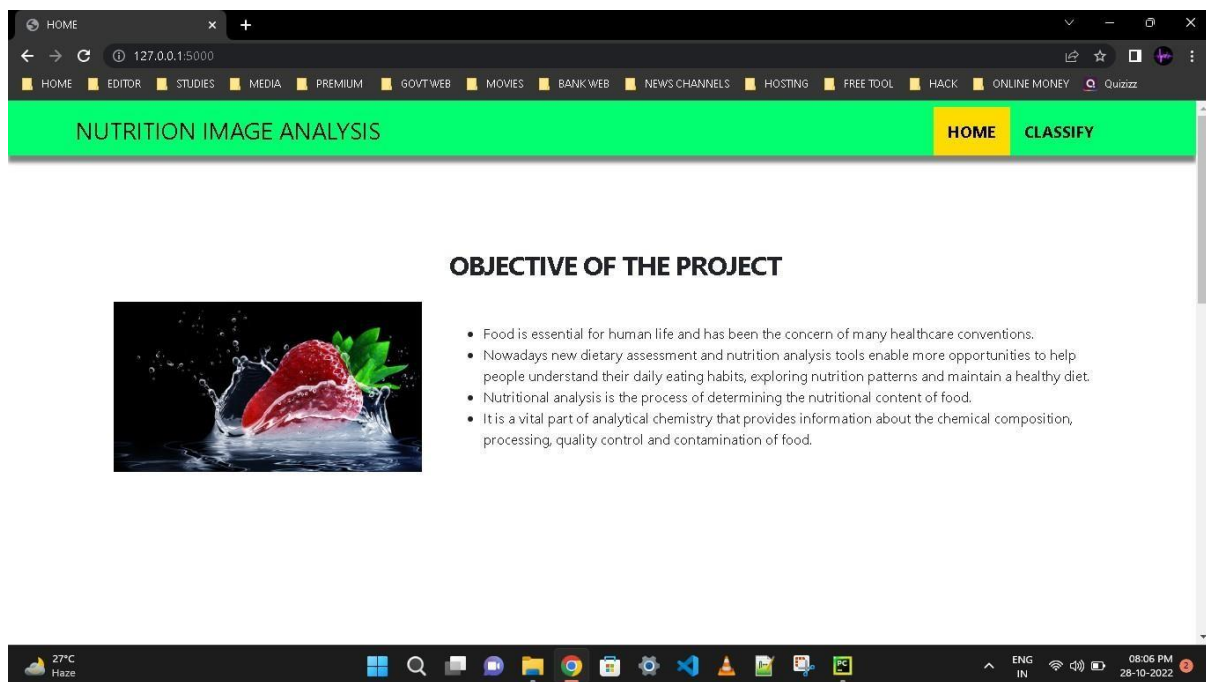 HOME
127.0.0.1:5000
HOME EDITOR STUDIES MEDIA PREMIUM GOVT WEB MOVIES BANK WEB NEWS CHANNELS HOSTING FREE TOOL HACK ONLINE MONEY Quizizz
NUTRITION IMAGE ANALYSIS HOME CLASSIFY
OBJECTIVE OF THE PROJECT
• Food is essential for human life and has been the concern of many healthcare conventions.
• Nowadays new dietary assessment and nutrition analysis tools enable more opportunities to help
people understand their daily eating habits, exploring nutrition patterns and maintain a healthy diet.
• Nutritional analysis is the process of determining the nutritional content of food.
• It is a vital part of analytical chemistry that provides information about the chemical composition,
processing, quality control and contamination of food.
27°C
Haze
PC
ENG
IN
08:06 PM
28-10-2022
2